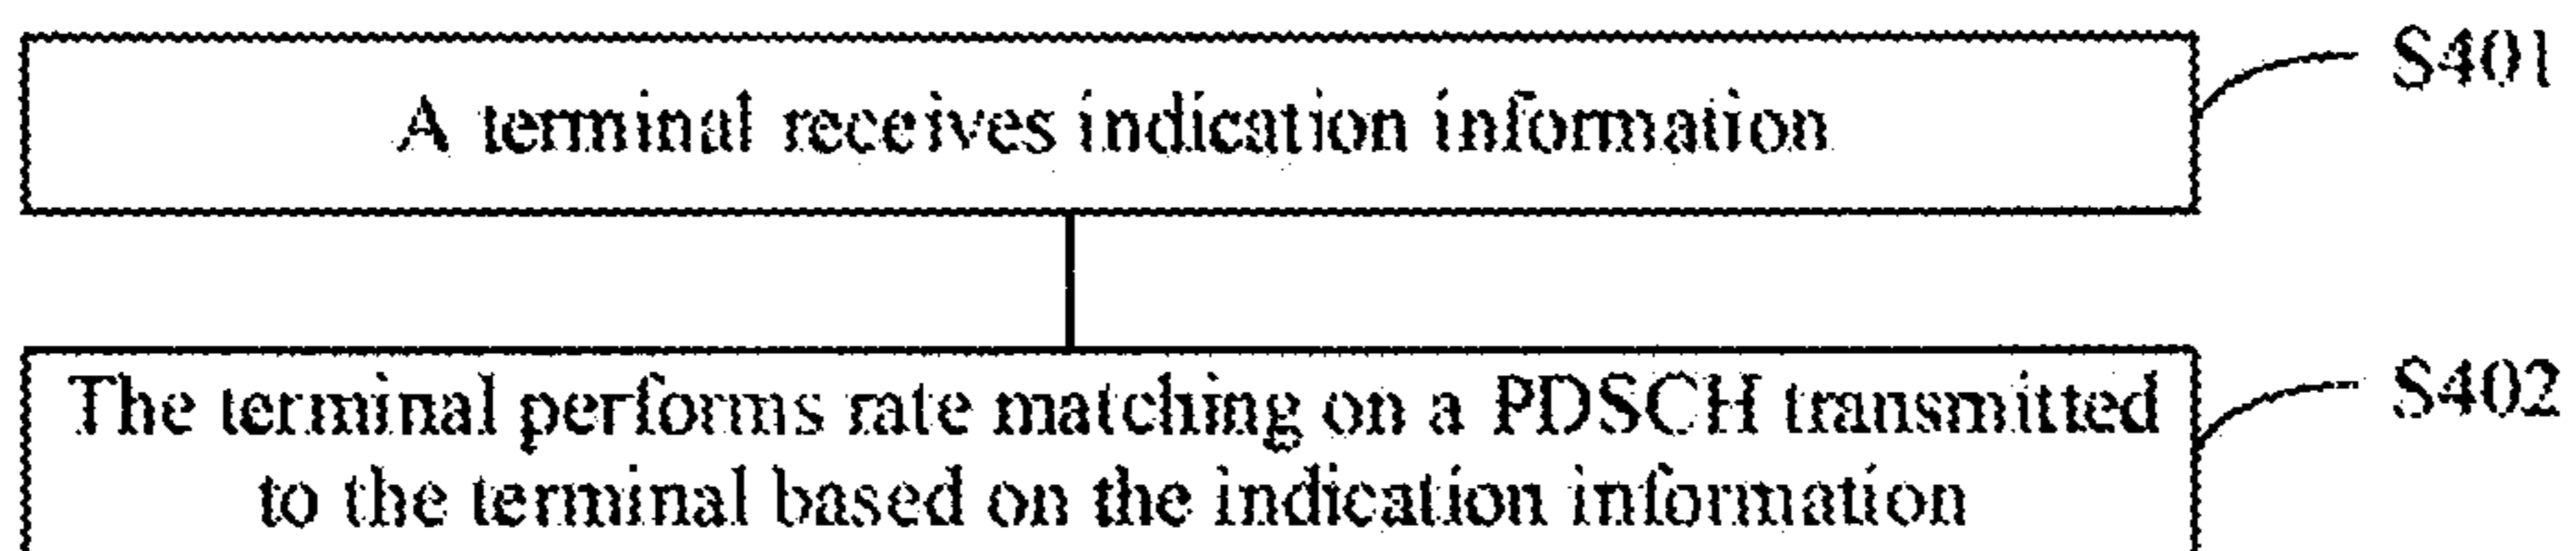 A terminal receives indication information
S401
The terminal performs rate matching on a PDSCH transmitted
to the terminal based on the indication information
S402